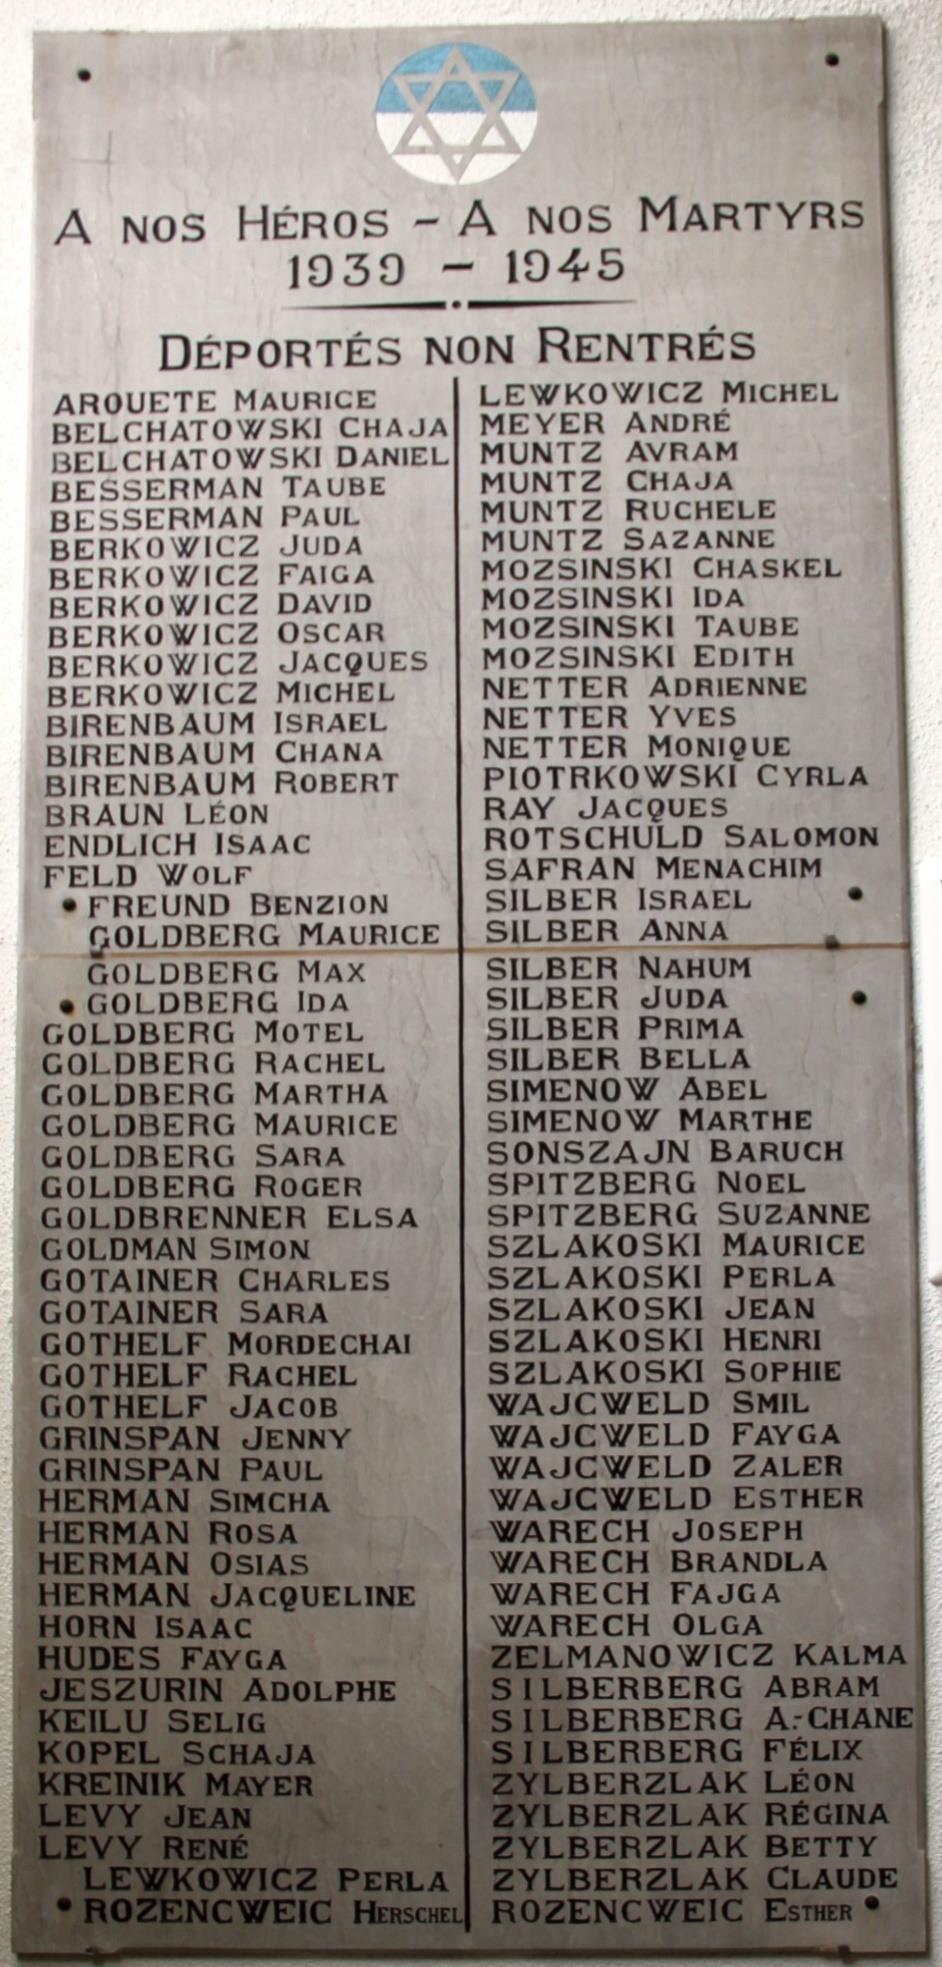 A NOS HÉROS - A NOS MARTYRS
1939 - 1945
DÉPORTÉS NON RENTRÉS
AROUETE MAURICE
BELCHATOWSKI CHAJA
BELCHATOWSKI DANIEL
BESSERMAN TAUBE
BESSERMAN PAUL
BERKOWICZ JUDA
BERKOWICZ FAIGA
BERKOWICZ DAVID
BERKOWICZ OSCAR
BERKOWICZ JACQUES
BERKOWICZ MICHEL
BIRENBAUM ISRAEL
BIRENBAUM CHANA
BIRENBAUM ROBERT
BRAUN LÉON
ENDLICH ISAAC
FELD WOLF
FREUND BENZION
GOLDBERG MAURICE
GOLDBERG MAX
GOLDBERG IDA
GOLDBERG MOTEL
GOLDBERG RACHEL
GOLDBERG MARTHA
GOLDBERG MAURICE
GOLDBERG SARA
GOLDBERG ROGER
GOLDBRENNER ELSA
GOLDMAN SIMON
GOTAINER CHARLES
GOTAINER SARA
GOTHELF MORDECHAI
GOTHELF RACHEL
GOTHELF JACOB
GRINSPAN JENNY
GRINSPAN PAUL
HERMAN SIMCHA
HERMAN ROSA
HERMAN OSIAS
HERMAN JACQUELINE
HORN ISAAC
HUDES FAYGA
JESZURIN ADOLPHE
KEILU SELIG
KOPEL SCHAJA
KREINIK MAYER
LEVY JEAN
LEVY RENÉ
LEWKOWICZ PERLA
ROZENCWEIC HERSCHEL
LEWKOWICZ MICHEL
MEYER ANDRÉ
MUNTZ AVRAM
MUNTZ CHAJA
MUNTZ RUCHELE
MUNTZ SAZANNE
MOZSINSKI CHASKEL
MOZSINSKI IDA
MOZSINSKI TAUBE
MOZSINSKI EDITH
NETTER ADRIENNE
NETTER YVES
NETTER MONIQUE
PIOTRKOWSKI CYRLA
RAY JACQUES
ROTSCHULD SALOMON
SAFRAN MENACHIM
SILBER ISRAEL
SILBER ANNA
SILBER NAHUM
SILBER JUDA
SILBER PRIMA
SILBER BELLA
SIMENOW ABEL
SIMENOW MARTHE
SONSZAJN BARUCH
SPITZBERG NOEL
SPITZBERG SUZANNE
SZLAKOSKI MAURICE
SZLAKOSKI PERLA
SZLAKOSKI JEAN
SZLAKOSKI HENRI
SZLAKOSKI SOPHIE
WAJCWELD SMIL
WAJCWELD FAYGA
WAJCWELD ZALER
WAJCWELD ESTHER
WARECH JOSEPH
WARECH BRANDLA
WARECH FAJGA
WARECH OLGA
ZELMANOWICZ KALMA
SILBERBERG ABRAM
SILBERBERG A.-CHANE
SILBERBERG FÉLIX
ZYLBERZLAK LÉON
ZYLBERZLAK RÉGINA
ZYLBERZLAK BETTY
ZYLBERZLAK CLAUDE
ROZENCWEIC ESTHER